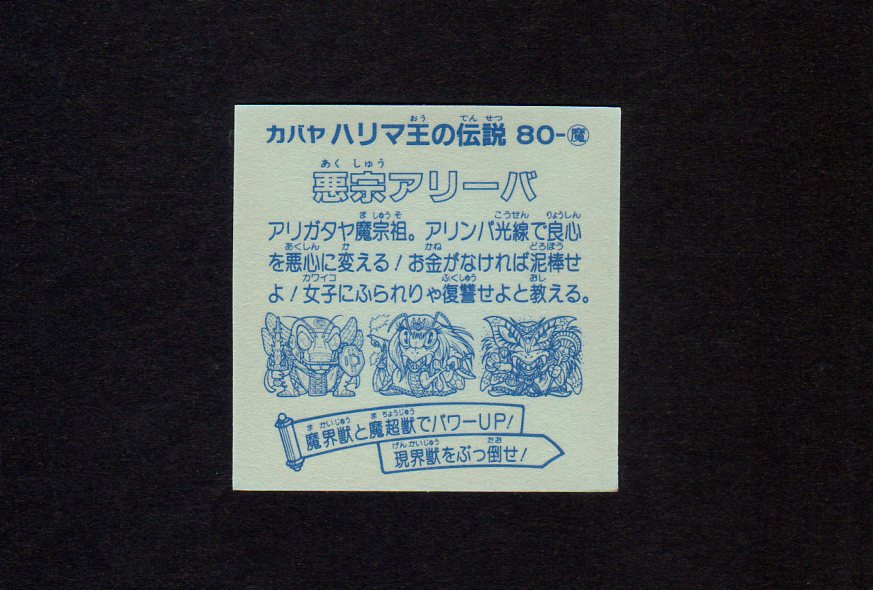 カバヤ ハリマ王の伝説 80-㊙魔
悪宗アリーバ
アリガタヤ魔宗祖。アリンパ光線で良心
を悪心に変える！お金がなければ泥棒せ
よ！女子にふられりゃ復讐せよと教える。
魔界獣と魔超獣でパワーUP！
現界獣をぶっ倒せ！